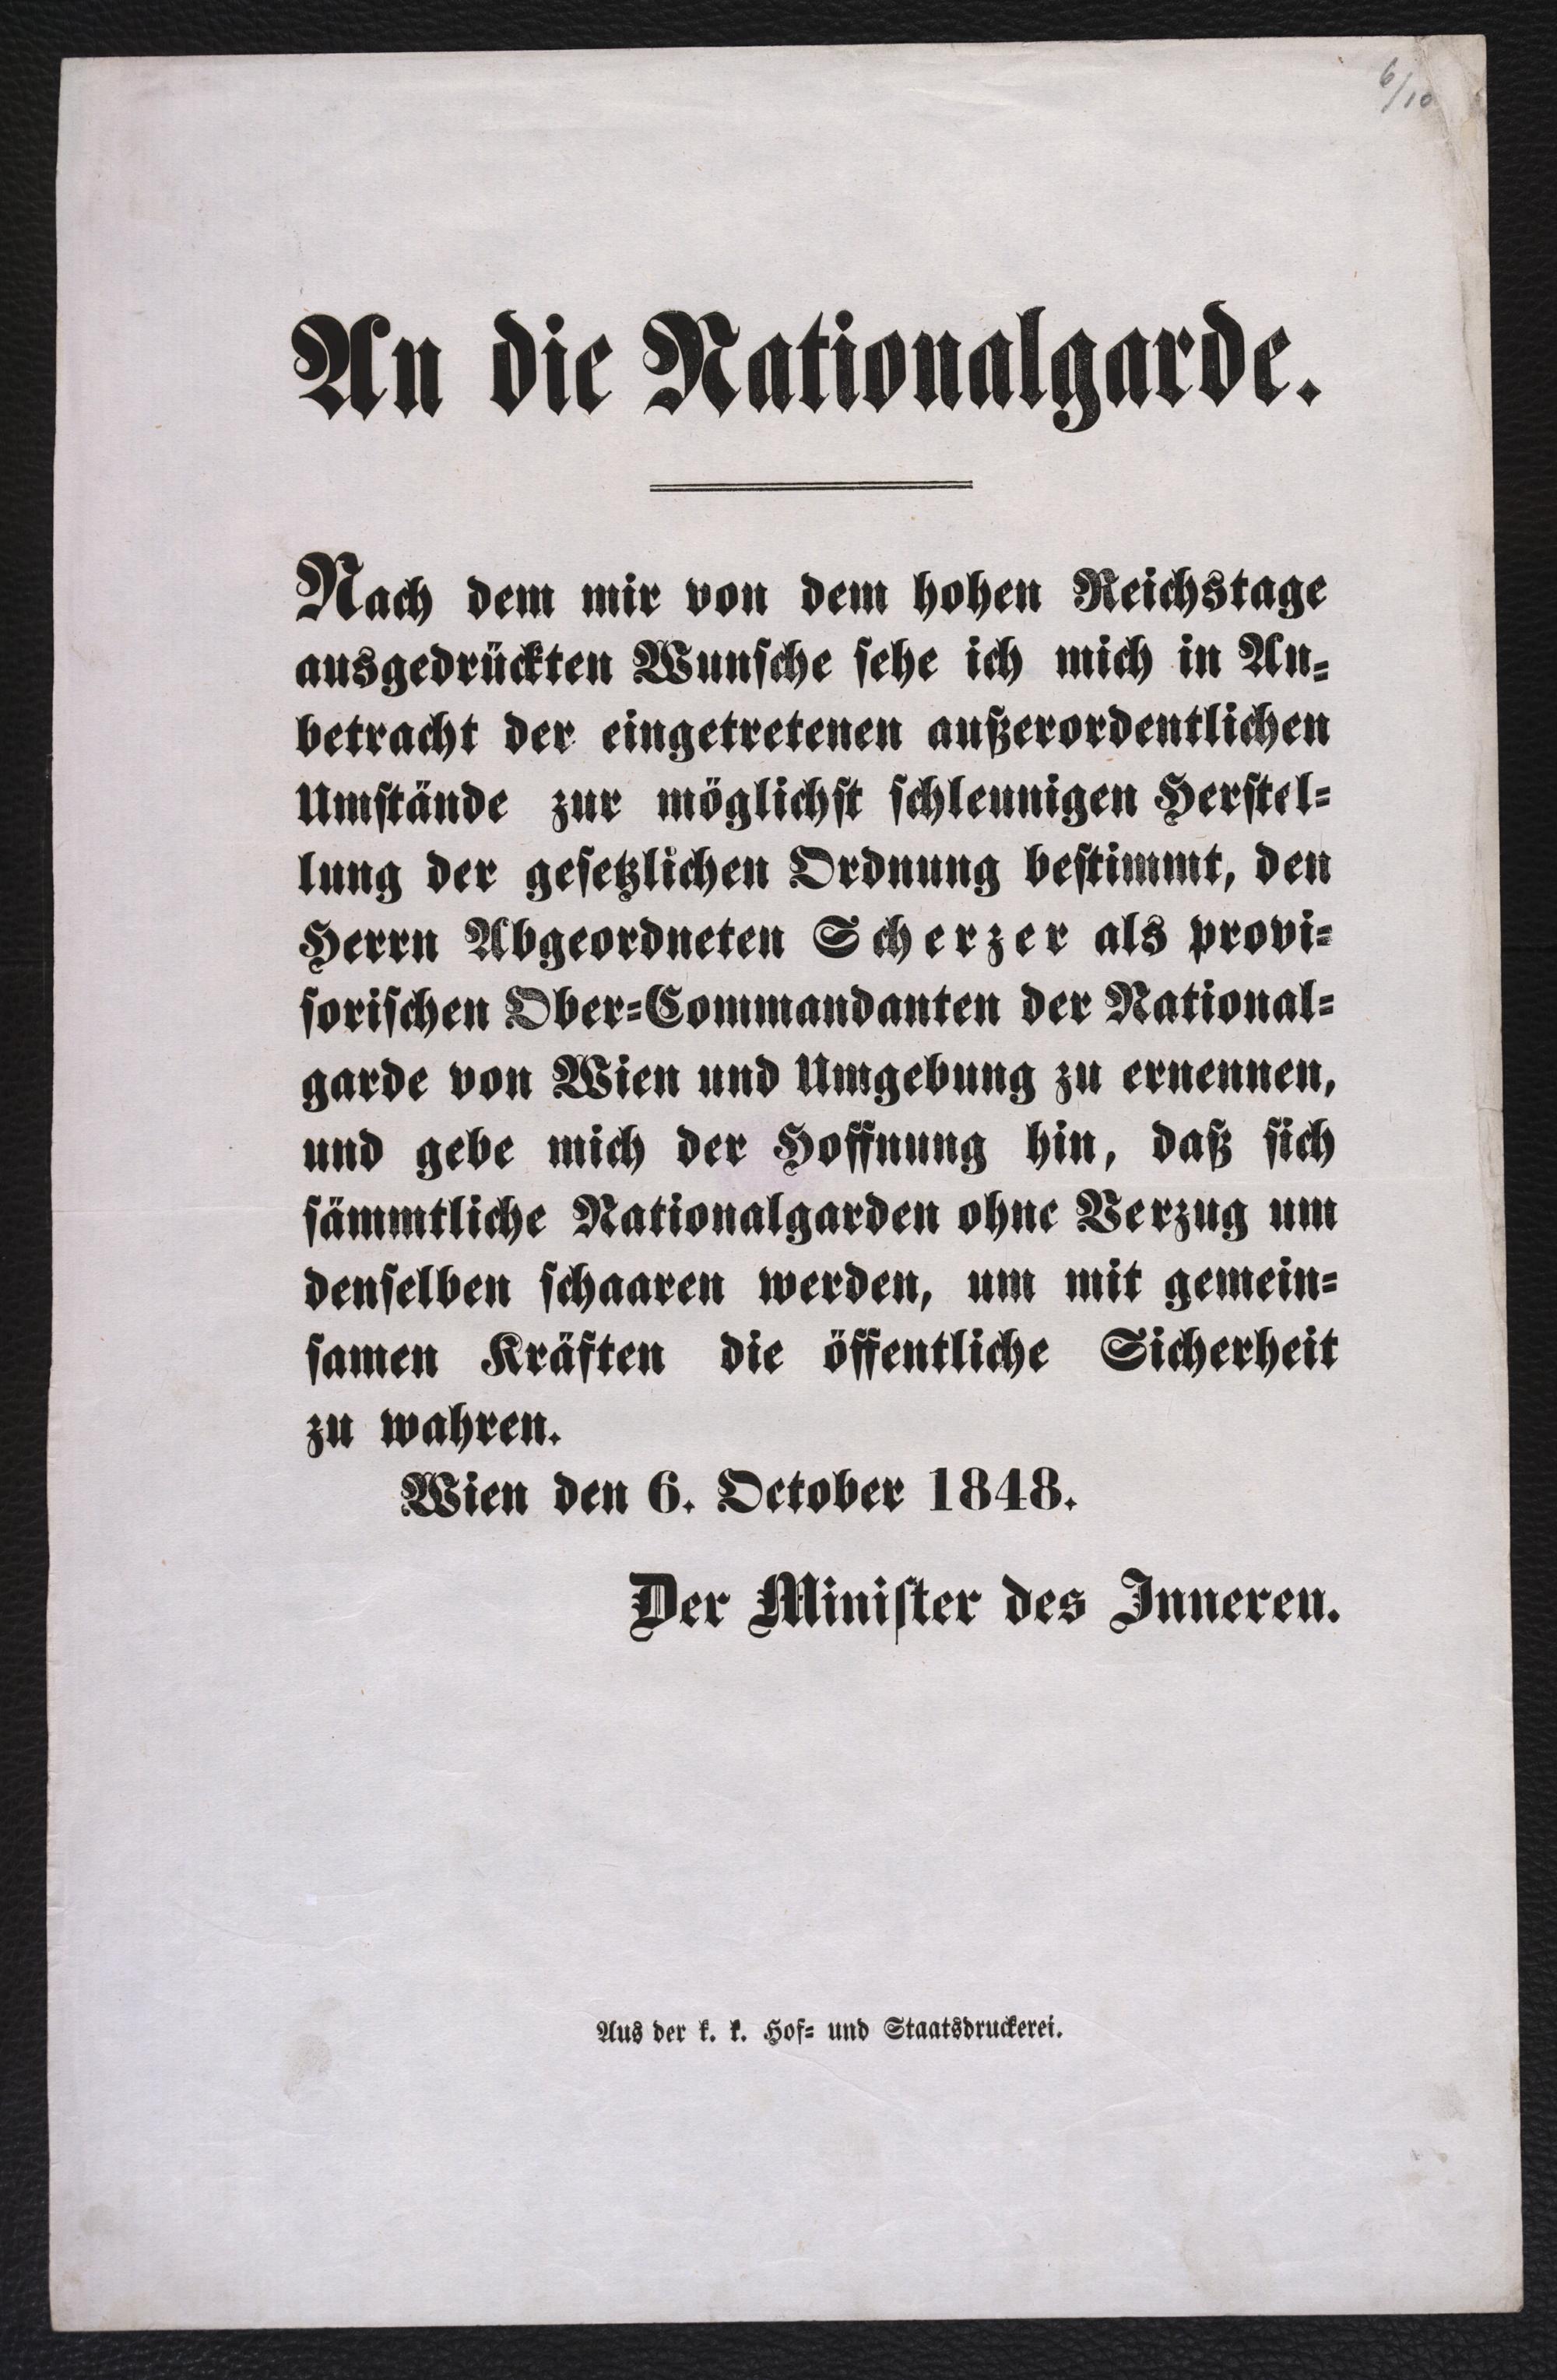 6/10
An die Nationalgarde.
Nach dem mir von dem hohen Reichstage
ausgedrückten Wunsche sehe ich mich in An-
betracht der eingetretenen außerordentlichen
Umstände zur möglichst schleunigen Herstel-
lung der gesetzlichen Ordnung bestimmt, den
Herrn Abgeordneten Scherzer als provi-
sorischen Ober-Commandanten der National-
garde von Wien und Umgebung zu ernennen,
und gebe mich der Hoffnung hin, daß sich
sämmtliche Nationalgarden ohne Verzug um
denselben schaaren werden, um mit gemein-
samen Kräften die öffentliche Sicherheit
zu wahren.
Wien den 6. October 1848.
Der Minister des Inneren.
Aus der k. k. Hof- und Staatsdruckerei.